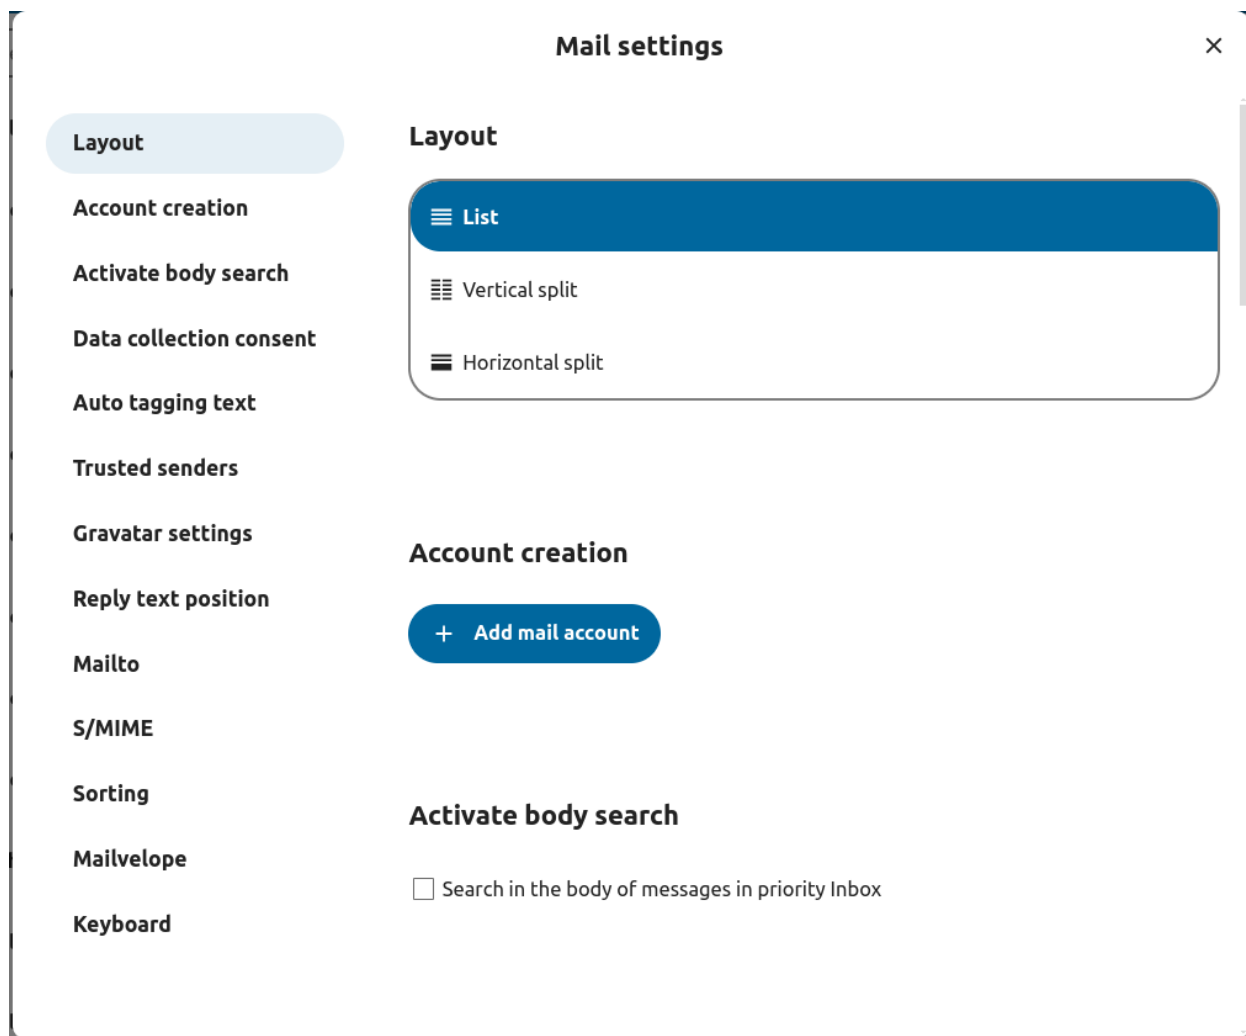 Mail settings
Layout
Account creation
Activate body search
Data collection consent
Auto tagging text
Trusted senders
Gravatar settings
Reply text position
Mailto
S/MIME
Sorting
Mailvelope
Keyboard
Layout
List
Vertical split
Horizontal split
Account creation
+ Add mail account
Activate body search
Search in the body of messages in priority Inbox